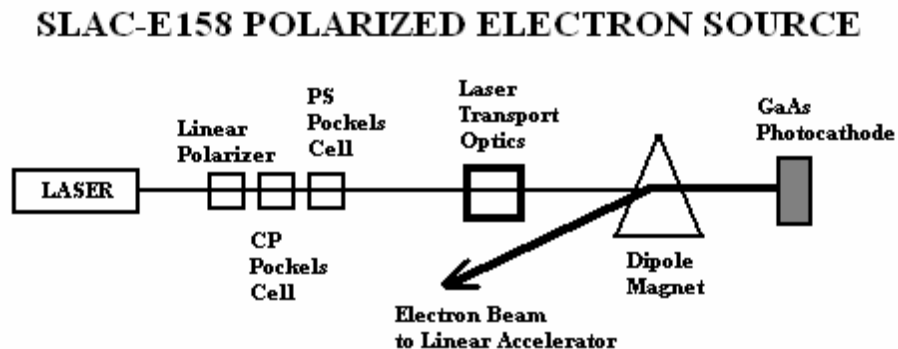 SLAC-E158 POLARIZED ELECTRON SOURCE
PS
Pockels
Cell
Laser
Transport
Optics
GaAs
Photocathode
Linear
Polarizer
LASER
CP
Pockels
Cell
Dipole
Magnet
Electron Beam
to Linear Accelerator